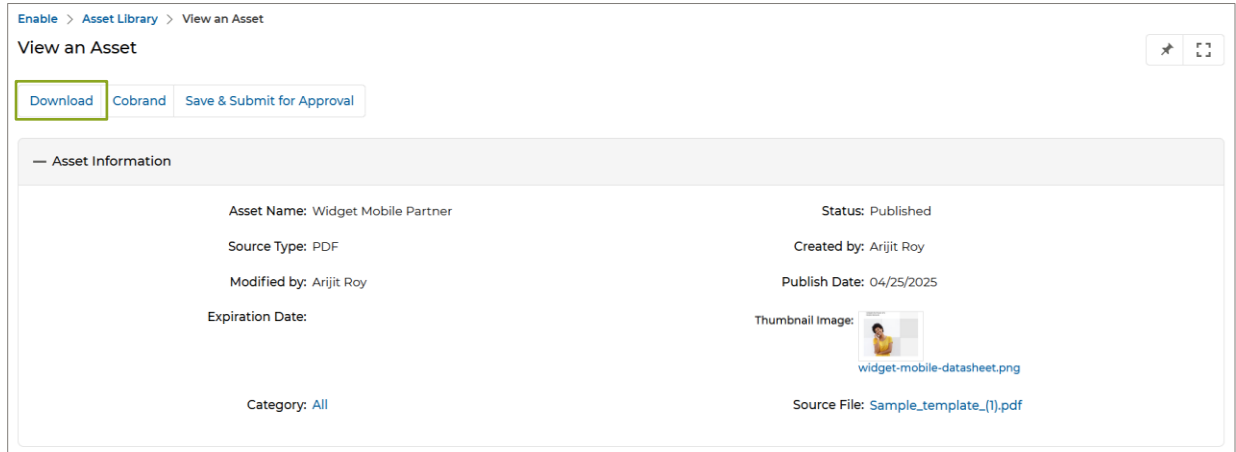 Enable > Asset Library > View an Asset
View an Asset
Download Cobrand Save & Submit for Approval
— Asset Information
Asset Name: Widget Mobile Partner Status: Published
Source Type: PDF Created by: Arijit Roy
Modified by: Arijit Roy Publish Date: 04/25/2025
Expiration Date: Thumbnail Image:
widget-mobile-datasheet.png
Category: All Source File: Sample_template_(1).pdf